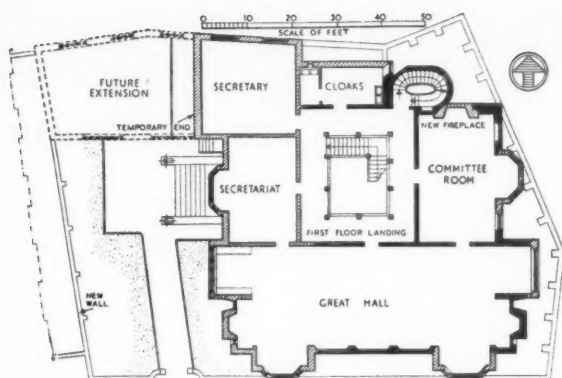 0 10 20 30 40 50
SCALE OF FEET
FUTURE
EXTENSION
SECRETARY
CLOAKS
TEMPORARY END
NEW FIREPLACE
COMMITTEE
ROOM
SECRETARIAT
FIRST FLOOR LANDING
NEW
WALL
GREAT HALL